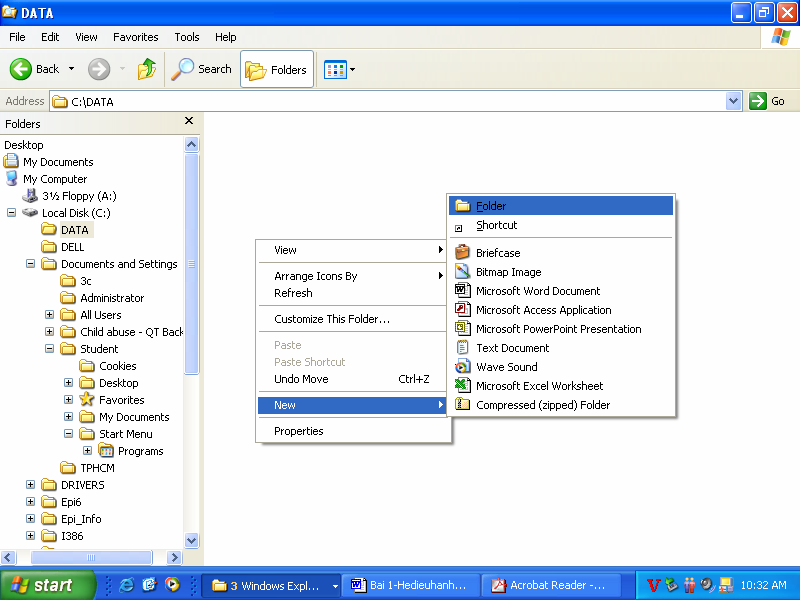 DATA
File Edit View Favorites Tools Help
Back Search Folders
Address C:\DATA Go
Folders
Desktop
My Documents
My Computer
3½ Floppy (A:)
Local Disk (C:)
DATA
DELL
Documents and Settings
3c
Administrator
All Users
Child abuse - QT Back
Student
Cookies
Desktop
Favorites
My Documents
Start Menu
Programs
TPHCM
DRIVERS
Epi6
Epi_Info
I386
View
Arrange Icons By
Refresh
Customize This Folder...
Paste
Paste Shortcut
Undo Move Ctrl+Z
New
Properties
Folder
Shortcut
Briefcase
Bitmap Image
Microsoft Word Document
Microsoft Access Application
Microsoft PowerPoint Presentation
Text Document
Wave Sound
Microsoft Excel Worksheet
Compressed (zipped) Folder
start 3 Windows Expl... Bai 1-Hedieuhanh... Acrobat Reader - ... 10:32 AM